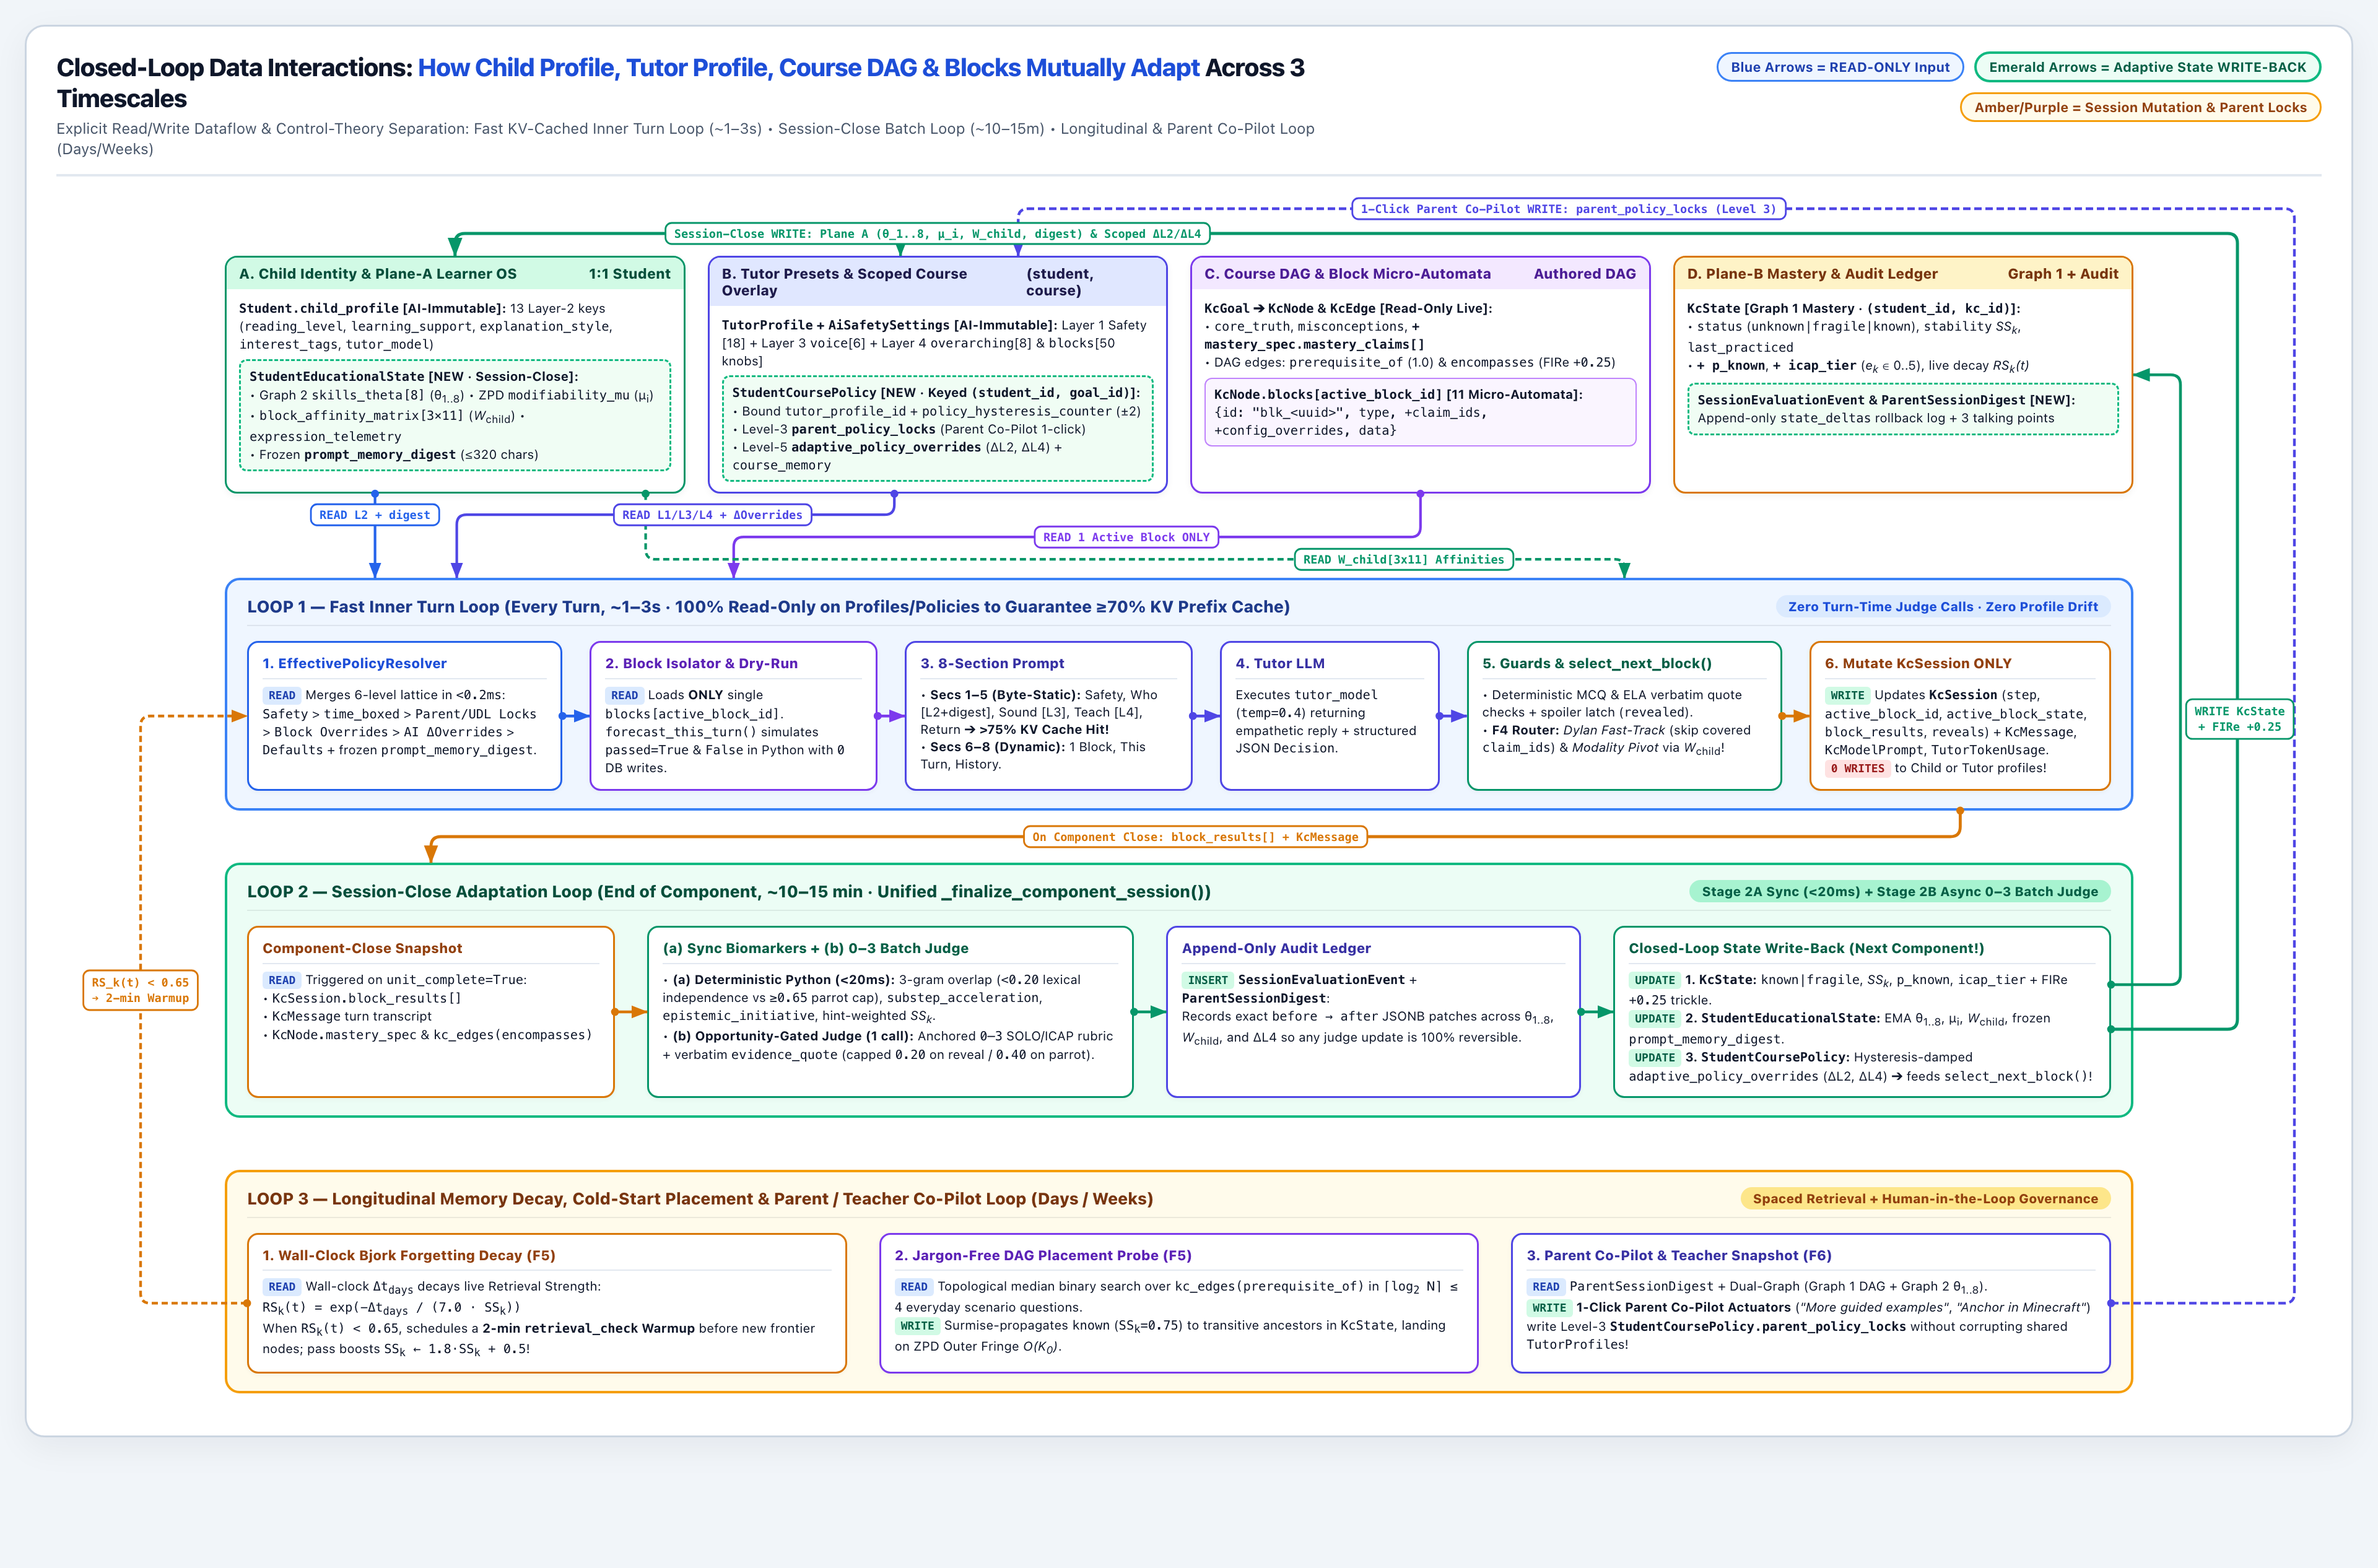 Closed-Loop Data Interactions: How Child Profile, Tutor Profile, Course DAG & Blocks Mutually Adapt Across 3
Timescales
Explicit Read/Write Dataflow & Control-Theory Separation: Fast KV-Cached Inner Turn Loop (~1–3s) • Session-Close Batch Loop (~10–15m) • Longitudinal & Parent Co-Pilot Loop
(Days/Weeks)
Blue Arrows = READ-ONLY Input
Emerald Arrows = Adaptive State WRITE-BACK
Amber/Purple = Session Mutation & Parent Locks
1–Click Parent Co–Pilot WRITE: parent_policy_locks (Level 3)
Session–Close WRITE: Plane A (θ_1..8, μ_i, W_child, digest) & Scoped ΔL2/ΔL4
A. Child Identity & Plane-A Learner OS
1:1 Student
Student.child_profile [AI-Immutable]: 13 Layer-2 keys
(reading_level, learning_support, explanation_style,
interest_tags, tutor_model)
StudentEducationalState [NEW · Session-Close]:
• Graph 2 skills_theta[8] (θ1..8) • ZPD modifiability_mu (μi)
• block_affinity_matrix[3×11] (Wchild) •
expression_telemetry
• Frozen prompt_memory_digest (≤320 chars)
B. Tutor Presets & Scoped Course
Overlay
(student,
course)
TutorProfile + AiSafetySettings [AI-Immutable]: Layer 1 Safety
[18] + Layer 3 voice[6] + Layer 4 overarching[8] & blocks[50
knobs]
StudentCoursePolicy [NEW · Keyed (student_id, goal_id)]:
• Bound tutor_profile_id + policy_hysteresis_counter (±2)
• Level-3 parent_policy_locks (Parent Co-Pilot 1-click)
• Level-5 adaptive_policy_overrides (ΔL2, ΔL4) +
course_memory
C. Course DAG & Block Micro-Automata
Authored DAG
KcGoal ➔ KcNode & KcEdge [Read-Only Live]:
• core_truth, misconceptions, +
mastery_spec.mastery_claims[]
• DAG edges: prerequisite_of (1.0) & encompasses (FIRe +0.25)
KcNode.blocks[active_block_id] [11 Micro-Automata]:
{id: "blk_<uuid>", type, +claim_ids,
+config_overrides, data}
D. Plane-B Mastery & Audit Ledger
Graph 1 + Audit
KcState [Graph 1 Mastery · (student_id, kc_id)]:
• status (unknown|fragile|known), stability SSk,
last_practiced
• + p_known, + icap_tier (ek ∈ 0..5), live decay RSk(t)
SessionEvaluationEvent & ParentSessionDigest [NEW]:
Append-only state_deltas rollback log + 3 talking points
READ L2 + digest
READ L1/L3/L4 + ΔOverrides
READ 1 Active Block ONLY
READ W_child[3x11] Affinities
LOOP 1 — Fast Inner Turn Loop (Every Turn, ~1–3s · 100% Read-Only on Profiles/Policies to Guarantee ≥70% KV Prefix Cache)
Zero Turn-Time Judge Calls · Zero Profile Drift
1. EffectivePolicyResolver
READ Merges 6-level lattice in <0.2ms:
Safety > time_boxed > Parent/UDL Locks
> Block Overrides > AI ΔOverrides >
Defaults + frozen prompt_memory_digest.
2. Block Isolator & Dry-Run
READ Loads ONLY single
blocks[active_block_id].
forecast_this_turn() simulates
passed=True & False in Python with 0
DB writes.
3. 8-Section Prompt
• Secs 1–5 (Byte-Static): Safety, Who
[L2+digest], Sound [L3], Teach [L4],
Return ➔ >75% KV Cache Hit!
• Secs 6–8 (Dynamic): 1 Block, This
Turn, History.
4. Tutor LLM
Executes tutor_model
(temp=0.4) returning
empathetic reply + structured
JSON Decision.
5. Guards & select_next_block()
• Deterministic MCQ & ELA verbatim quote
checks + spoiler latch (revealed).
• F4 Router: Dylan Fast-Track (skip covered
claim_ids) & Modality Pivot via Wchild!
6. Mutate KcSession ONLY
WRITE Updates KcSession (step,
active_block_id, active_block_state,
block_results, reveals) + KcMessage,
KcModelPrompt, TutorTokenUsage.
0 WRITES to Child or Tutor profiles!
WRITE KcState
+ FIRe +0.25
On Component Close: block_results[] + KcMessage
LOOP 2 — Session-Close Adaptation Loop (End of Component, ~10–15 min · Unified _finalize_component_session())
Stage 2A Sync (<20ms) + Stage 2B Async 0–3 Batch Judge
Component-Close Snapshot
READ Triggered on unit_complete=True:
• KcSession.block_results[]
• KcMessage turn transcript
• KcNode.mastery_spec & kc_edges(encompasses)
(a) Sync Biomarkers + (b) 0–3 Batch Judge
• (a) Deterministic Python (<20ms): 3-gram overlap (<0.20 lexical
independence vs ≥0.65 parrot cap), substep_acceleration,
epistemic_initiative, hint-weighted SSk.
• (b) Opportunity-Gated Judge (1 call): Anchored 0–3 SOLO/ICAP rubric
+ verbatim evidence_quote (capped 0.20 on reveal / 0.40 on parrot).
Append-Only Audit Ledger
INSERT SessionEvaluationEvent +
ParentSessionDigest:
Records exact before → after JSONB patches across θ1..8,
Wchild, and ΔL4 so any judge update is 100% reversible.
Closed-Loop State Write-Back (Next Component!)
UPDATE 1. KcState: known|fragile, SSk, p_known, icap_tier + FIRe
+0.25 trickle.
UPDATE 2. StudentEducationalState: EMA θ1..8, μi, Wchild, frozen
prompt_memory_digest.
UPDATE 3. StudentCoursePolicy: Hysteresis-damped
adaptive_policy_overrides (ΔL2, ΔL4) ➔ feeds select_next_block()!
RS_k(t) < 0.65
→ 2–min Warmup
LOOP 3 — Longitudinal Memory Decay, Cold-Start Placement & Parent / Teacher Co-Pilot Loop (Days / Weeks)
Spaced Retrieval + Human-in-the-Loop Governance
1. Wall-Clock Bjork Forgetting Decay (F5)
READ Wall-clock Δtdays decays live Retrieval Strength:
RSk(t) = exp(−Δtdays / (7.0 · SSk))
When RSk(t) < 0.65, schedules a 2-min retrieval_check Warmup before new frontier
nodes; pass boosts SSk ← 1.8·SSk + 0.5!
2. Jargon-Free DAG Placement Probe (F5)
READ Topological median binary search over kc_edges(prerequisite_of) in ⌈log2 N⌉ ≤
4 everyday scenario questions.
WRITE Surmise-propagates known (SSk=0.75) to transitive ancestors in KcState, landing
on ZPD Outer Fringe O(K0).
3. Parent Co-Pilot & Teacher Snapshot (F6)
READ ParentSessionDigest + Dual-Graph (Graph 1 DAG + Graph 2 θ1..8).
WRITE 1-Click Parent Co-Pilot Actuators ("More guided examples", "Anchor in Minecraft")
write Level-3 StudentCoursePolicy.parent_policy_locks without corrupting shared
TutorProfiles!